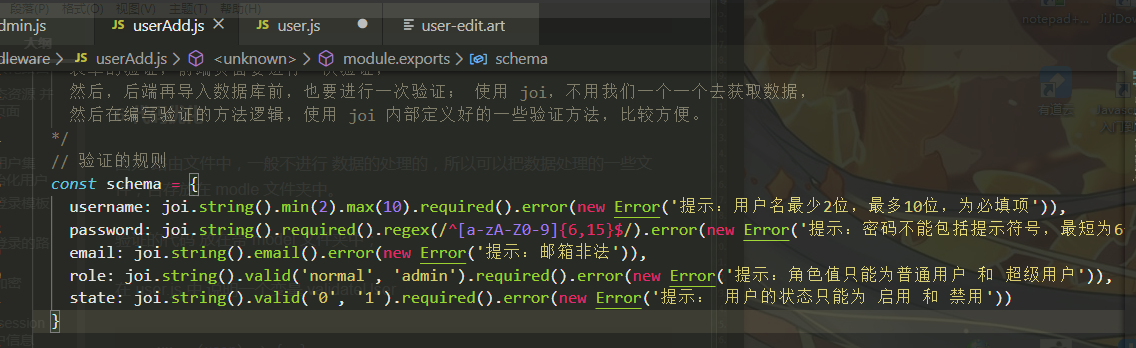 dmin.js
JS userAdd.js ×
JS user.js
user-edit.art
dleware > JS userAdd.js > <unknown> > module.exports > schema
然后，后端再导入数据库前，也要进行一次验证； 使用 joi，不用我们一个一个去获取数据，
然后在编写验证的方法逻辑，使用 joi 内部定义好的一些验证方法，比较方便。
*/
// 验证的规则
const schema = {
username: joi.string().min(2).max(10).required().error(new Error('提示：用户名最少2位，最多10位，为必填项')),
password: joi.string().required().regex(/^[a-zA-Z0-9]{6,15}$/).error(new Error('提示：密码不能包括提示符号，最短为6
email: joi.string().email().error(new Error('提示：邮箱非法')),
role: joi.string().valid('normal', 'admin').required().error(new Error('提示：角色值只能为普通用户 和 超级用户')),
state: joi.string().valid('0', '1').required().error(new Error('提示： 用户的状态只能为 启用 和 禁用'))
}